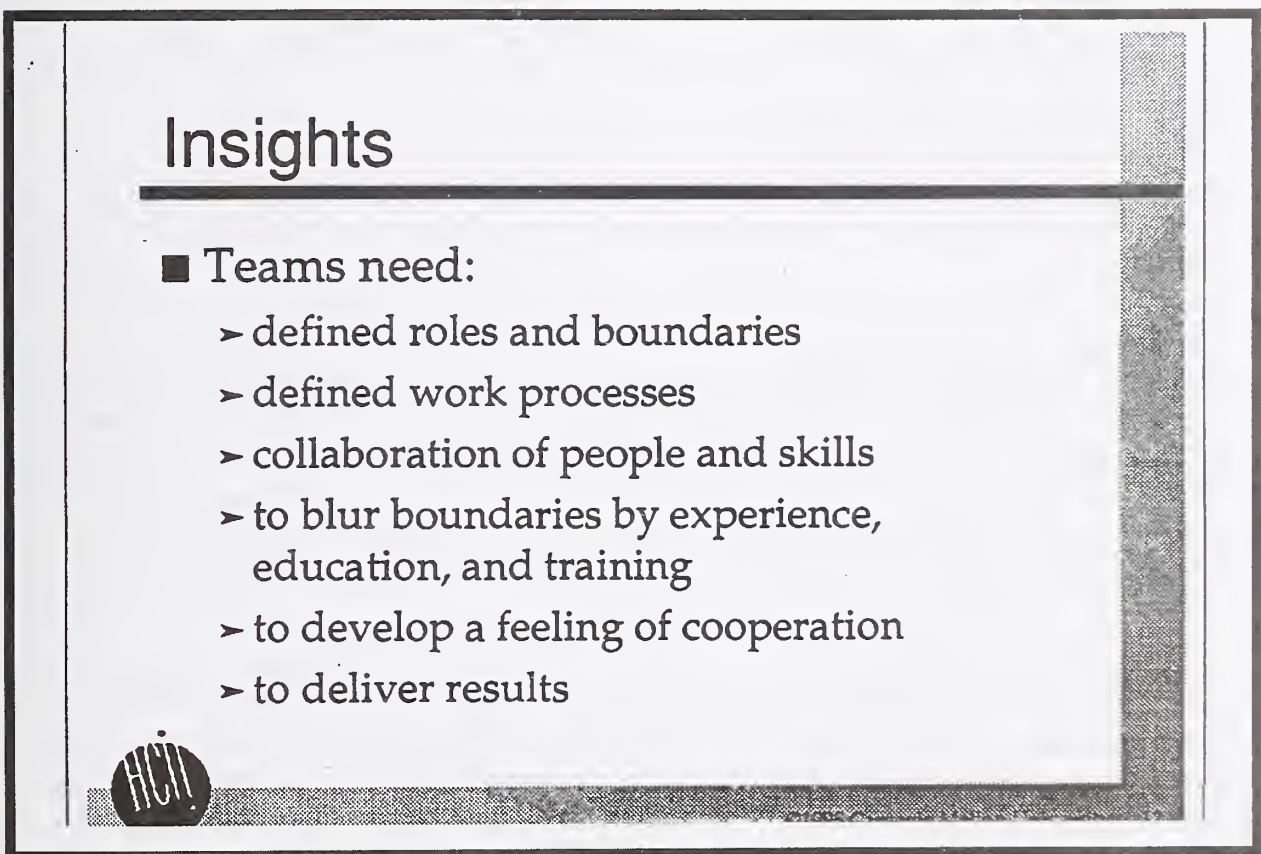 Insights
■ Teams need:
➢ defined roles and boundaries
➢ defined work processes
➢ collaboration of people and skills
➢ to blur boundaries by experience,
education, and training
➢ to develop a feeling of cooperation
➢ to deliver results
HCII